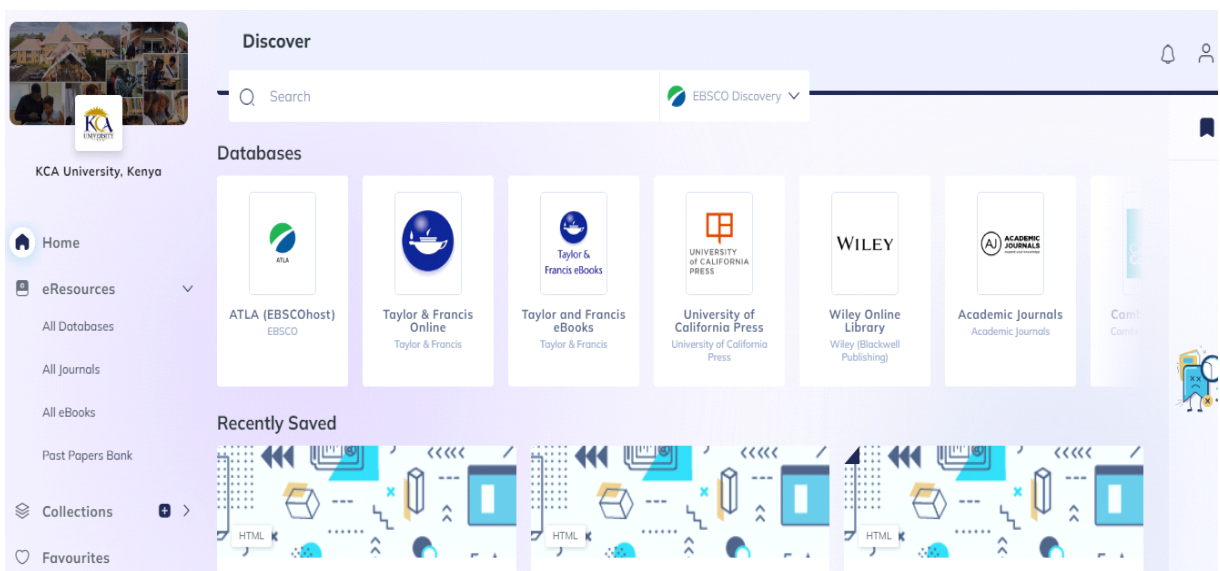 Discover
Search
EBSCO Discovery
KCA
UNIVERSITY
KCA University, Kenya
Home
eResources
All Databases
All Journals
All eBooks
Past Papers Bank
Collections
Favourites
Databases
ATLA
ATLA (EBSCOhost)
EBSCO
Taylor & Francis
Online
Taylor & Francis
Taylor &
Francis eBooks
Taylor and Francis
eBooks
Taylor & Francis
UNIVERSITY
of CALIFORNIA
PRESS
University of
California Press
University of California
Press
WILEY
Wiley Online
Library
Wiley (Blackwell
Publishing)
AJ ACADEMIC
JOURNALS
Academic Journals
Academic Journals
Recently Saved
HTML
HTML
HTML